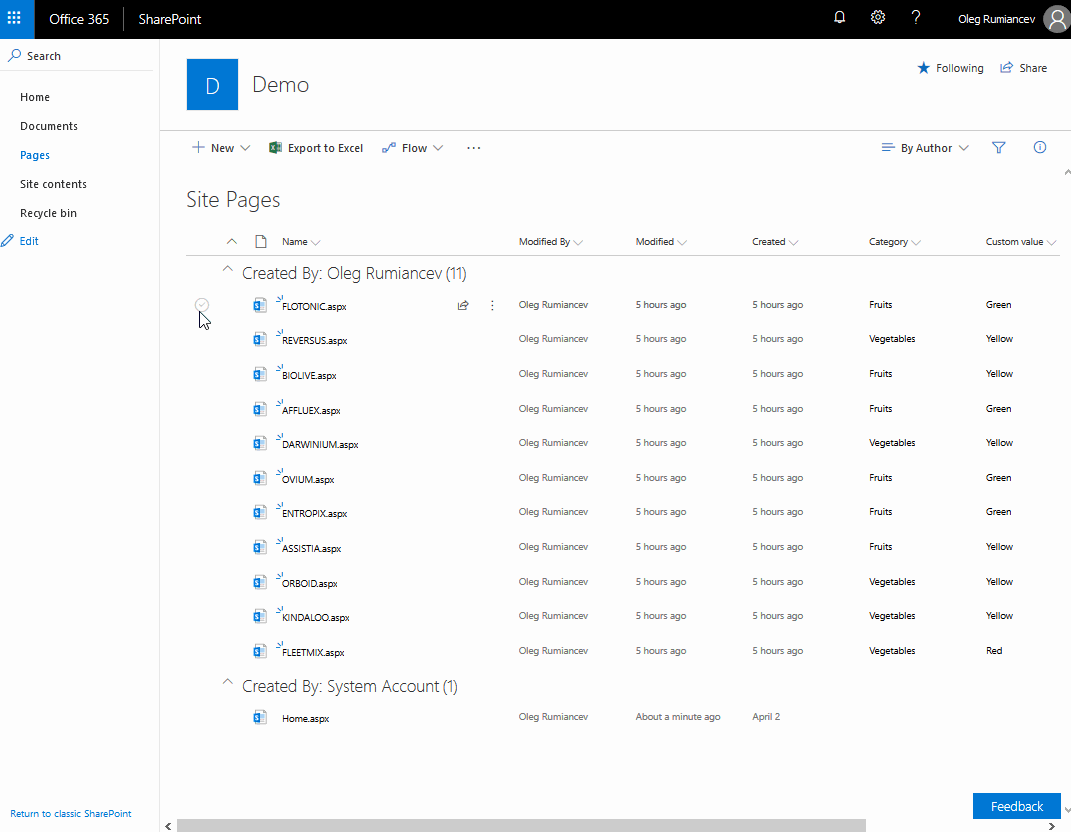 Office 365 SharePoint Oleg Rumiancev
Search
Home
Documents
Pages
Site contents
Recycle bin
Edit
D Demo
Following Share
New Export to Excel Flow ... By Author
Site Pages
Name Modified By Modified Created Category Custom value
Created By: Oleg Rumiancev (11)
FLOTONIC.aspx Oleg Rumiancev 5 hours ago 5 hours ago Fruits Green
REVERSUS.aspx Oleg Rumiancev 5 hours ago 5 hours ago Vegetables Yellow
BIOLIVE.aspx Oleg Rumiancev 5 hours ago 5 hours ago Fruits Yellow
AFFLUEX.aspx Oleg Rumiancev 5 hours ago 5 hours ago Fruits Green
DARWINIUM.aspx Oleg Rumiancev 5 hours ago 5 hours ago Vegetables Yellow
OVIUM.aspx Oleg Rumiancev 5 hours ago 5 hours ago Fruits Green
ENTROPIX.aspx Oleg Rumiancev 5 hours ago 5 hours ago Fruits Green
ASSISTIA.aspx Oleg Rumiancev 5 hours ago 5 hours ago Fruits Yellow
ORBOID.aspx Oleg Rumiancev 5 hours ago 5 hours ago Vegetables Yellow
KINDALOO.aspx Oleg Rumiancev 5 hours ago 5 hours ago Vegetables Yellow
FLEETMIX.aspx Oleg Rumiancev 5 hours ago 5 hours ago Vegetables Red
Created By: System Account (1)
Home.aspx Oleg Rumiancev About a minute ago April 2
Feedback
Return to classic SharePoint